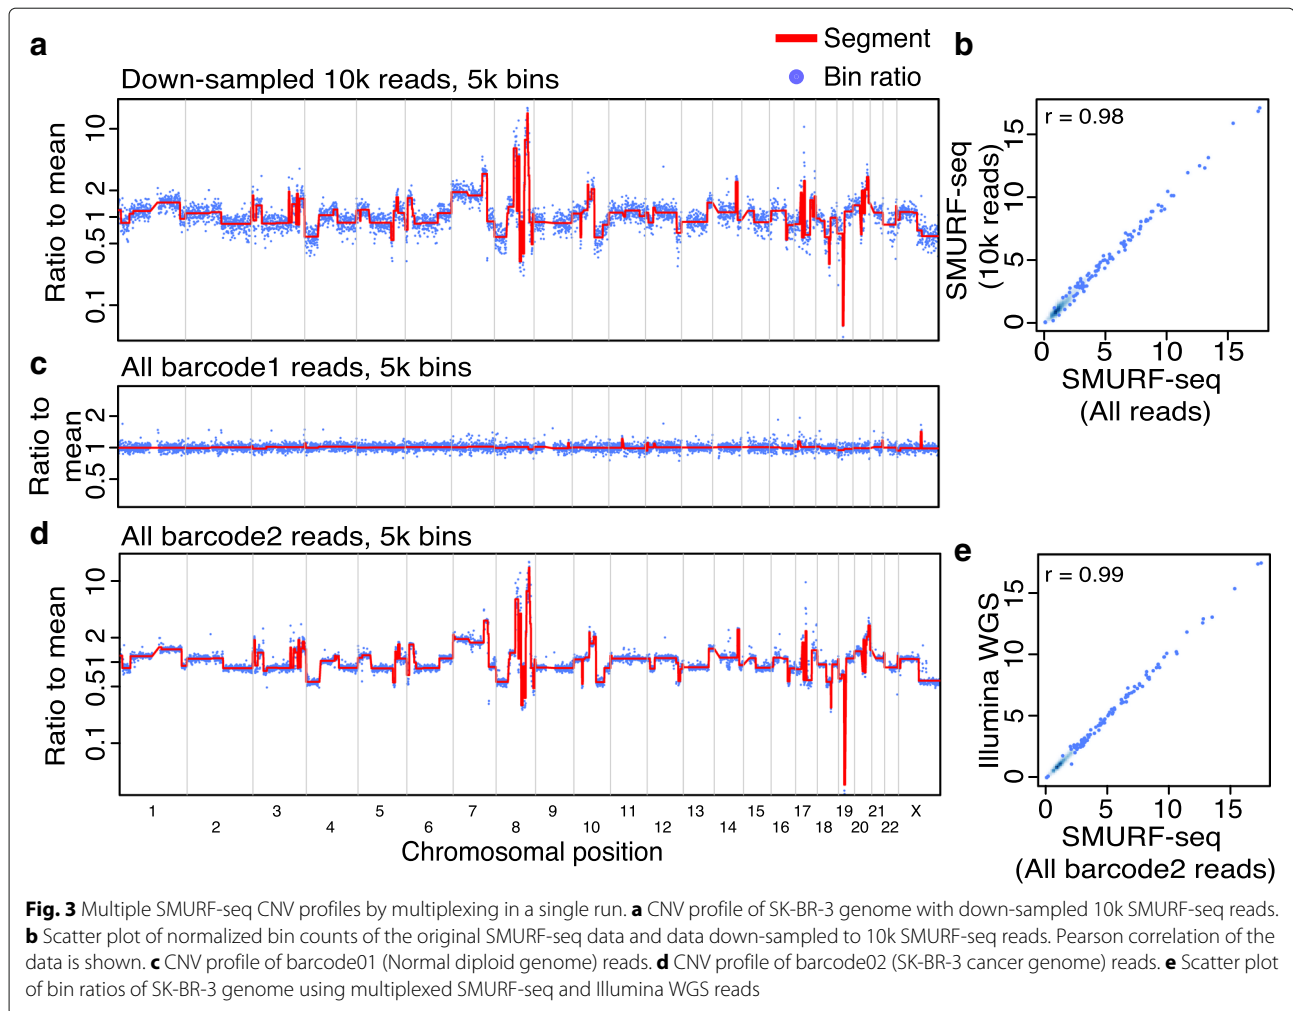 a
Segment
Bin ratio
b
Down-sampled 10k reads, 5k bins
Ratio to mean
10
2
1
0.5
0.1
r = 0.98
SMURF-seq
(10k reads)
15
10
5
0
0 5 10 15
SMURF-seq
(All reads)
c
All barcode1 reads, 5k bins
Ratio to
mean
2
1
0.5
d
All barcode2 reads, 5k bins
Ratio to mean
10
2
1
0.5
0.1
1 3 5 7 9 11 13 15 17 19 21 X
2 4 6 8 10 12 14 16 18 20 22
Chromosomal position
e
r = 0.99
Illumina WGS
15
10
5
0
0 5 10 15
SMURF-seq
(All barcode2 reads)
Fig. 3 Multiple SMURF-seq CNV profiles by multiplexing in a single run. a CNV profile of SK-BR-3 genome with down-sampled 10k SMURF-seq reads.
b Scatter plot of normalized bin counts of the original SMURF-seq data and data down-sampled to 10k SMURF-seq reads. Pearson correlation of the
data is shown. c CNV profile of barcode01 (Normal diploid genome) reads. d CNV profile of barcode02 (SK-BR-3 cancer genome) reads. e Scatter plot
of bin ratios of SK-BR-3 genome using multiplexed SMURF-seq and Illumina WGS reads